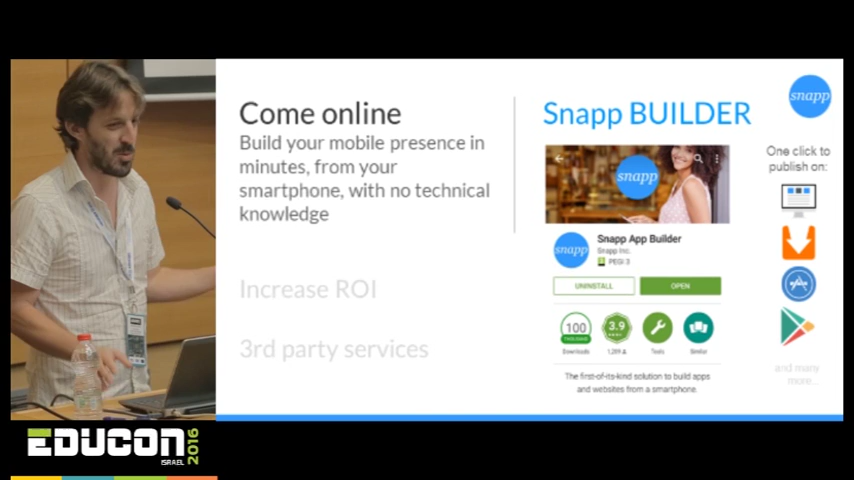 Come online
Build your mobile presence in
minutes, from your
smartphone, with no technical
knowledge
Increase ROI
3rd party services
Snapp BUILDER
snapp
Snapp App Builder
Snapp Inc.
PEGI 3
snapp
UNINSTALL
OPEN
100
Downloads
3.9
Tools
Similar
The first-of-its-kind solution to build apps
and websites from a smartphone.
snapp
One click to
publish on:
and many
more...
EDUCON
ISRAEL
2016